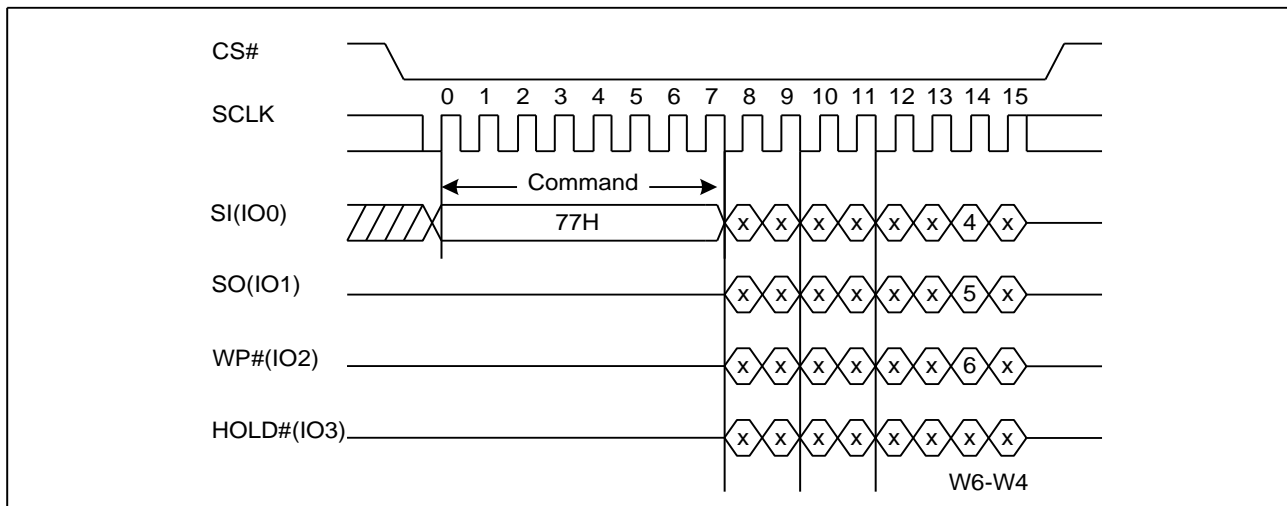 CS#
0 1 2 3 4 5 6 7 8 9 10 11 12 13 14 15
SCLK
Command
SI(IO0) 77H x x x x x x 4 x
SO(IO1) x x x x x x 5 x
WP#(IO2) x x x x x x 6 x
HOLD#(IO3) x x x x x x x x
W6-W4